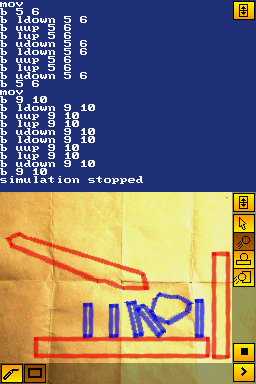 mov
b 5 6
b ldown 5 6
b uup 5 6
b lup 5 6
b udown 5 6
b ldown 5 6
b uup 5 6
b lup 5 6
b udown 5 6
b 5 6
mov
b 9 10
b ldown 9 10
b uup 9 10
b lup 9 10
b udown 9 10
b ldown 9 10
b uup 9 10
b lup 9 10
b udown 9 10
b 9 10
simulation stopped